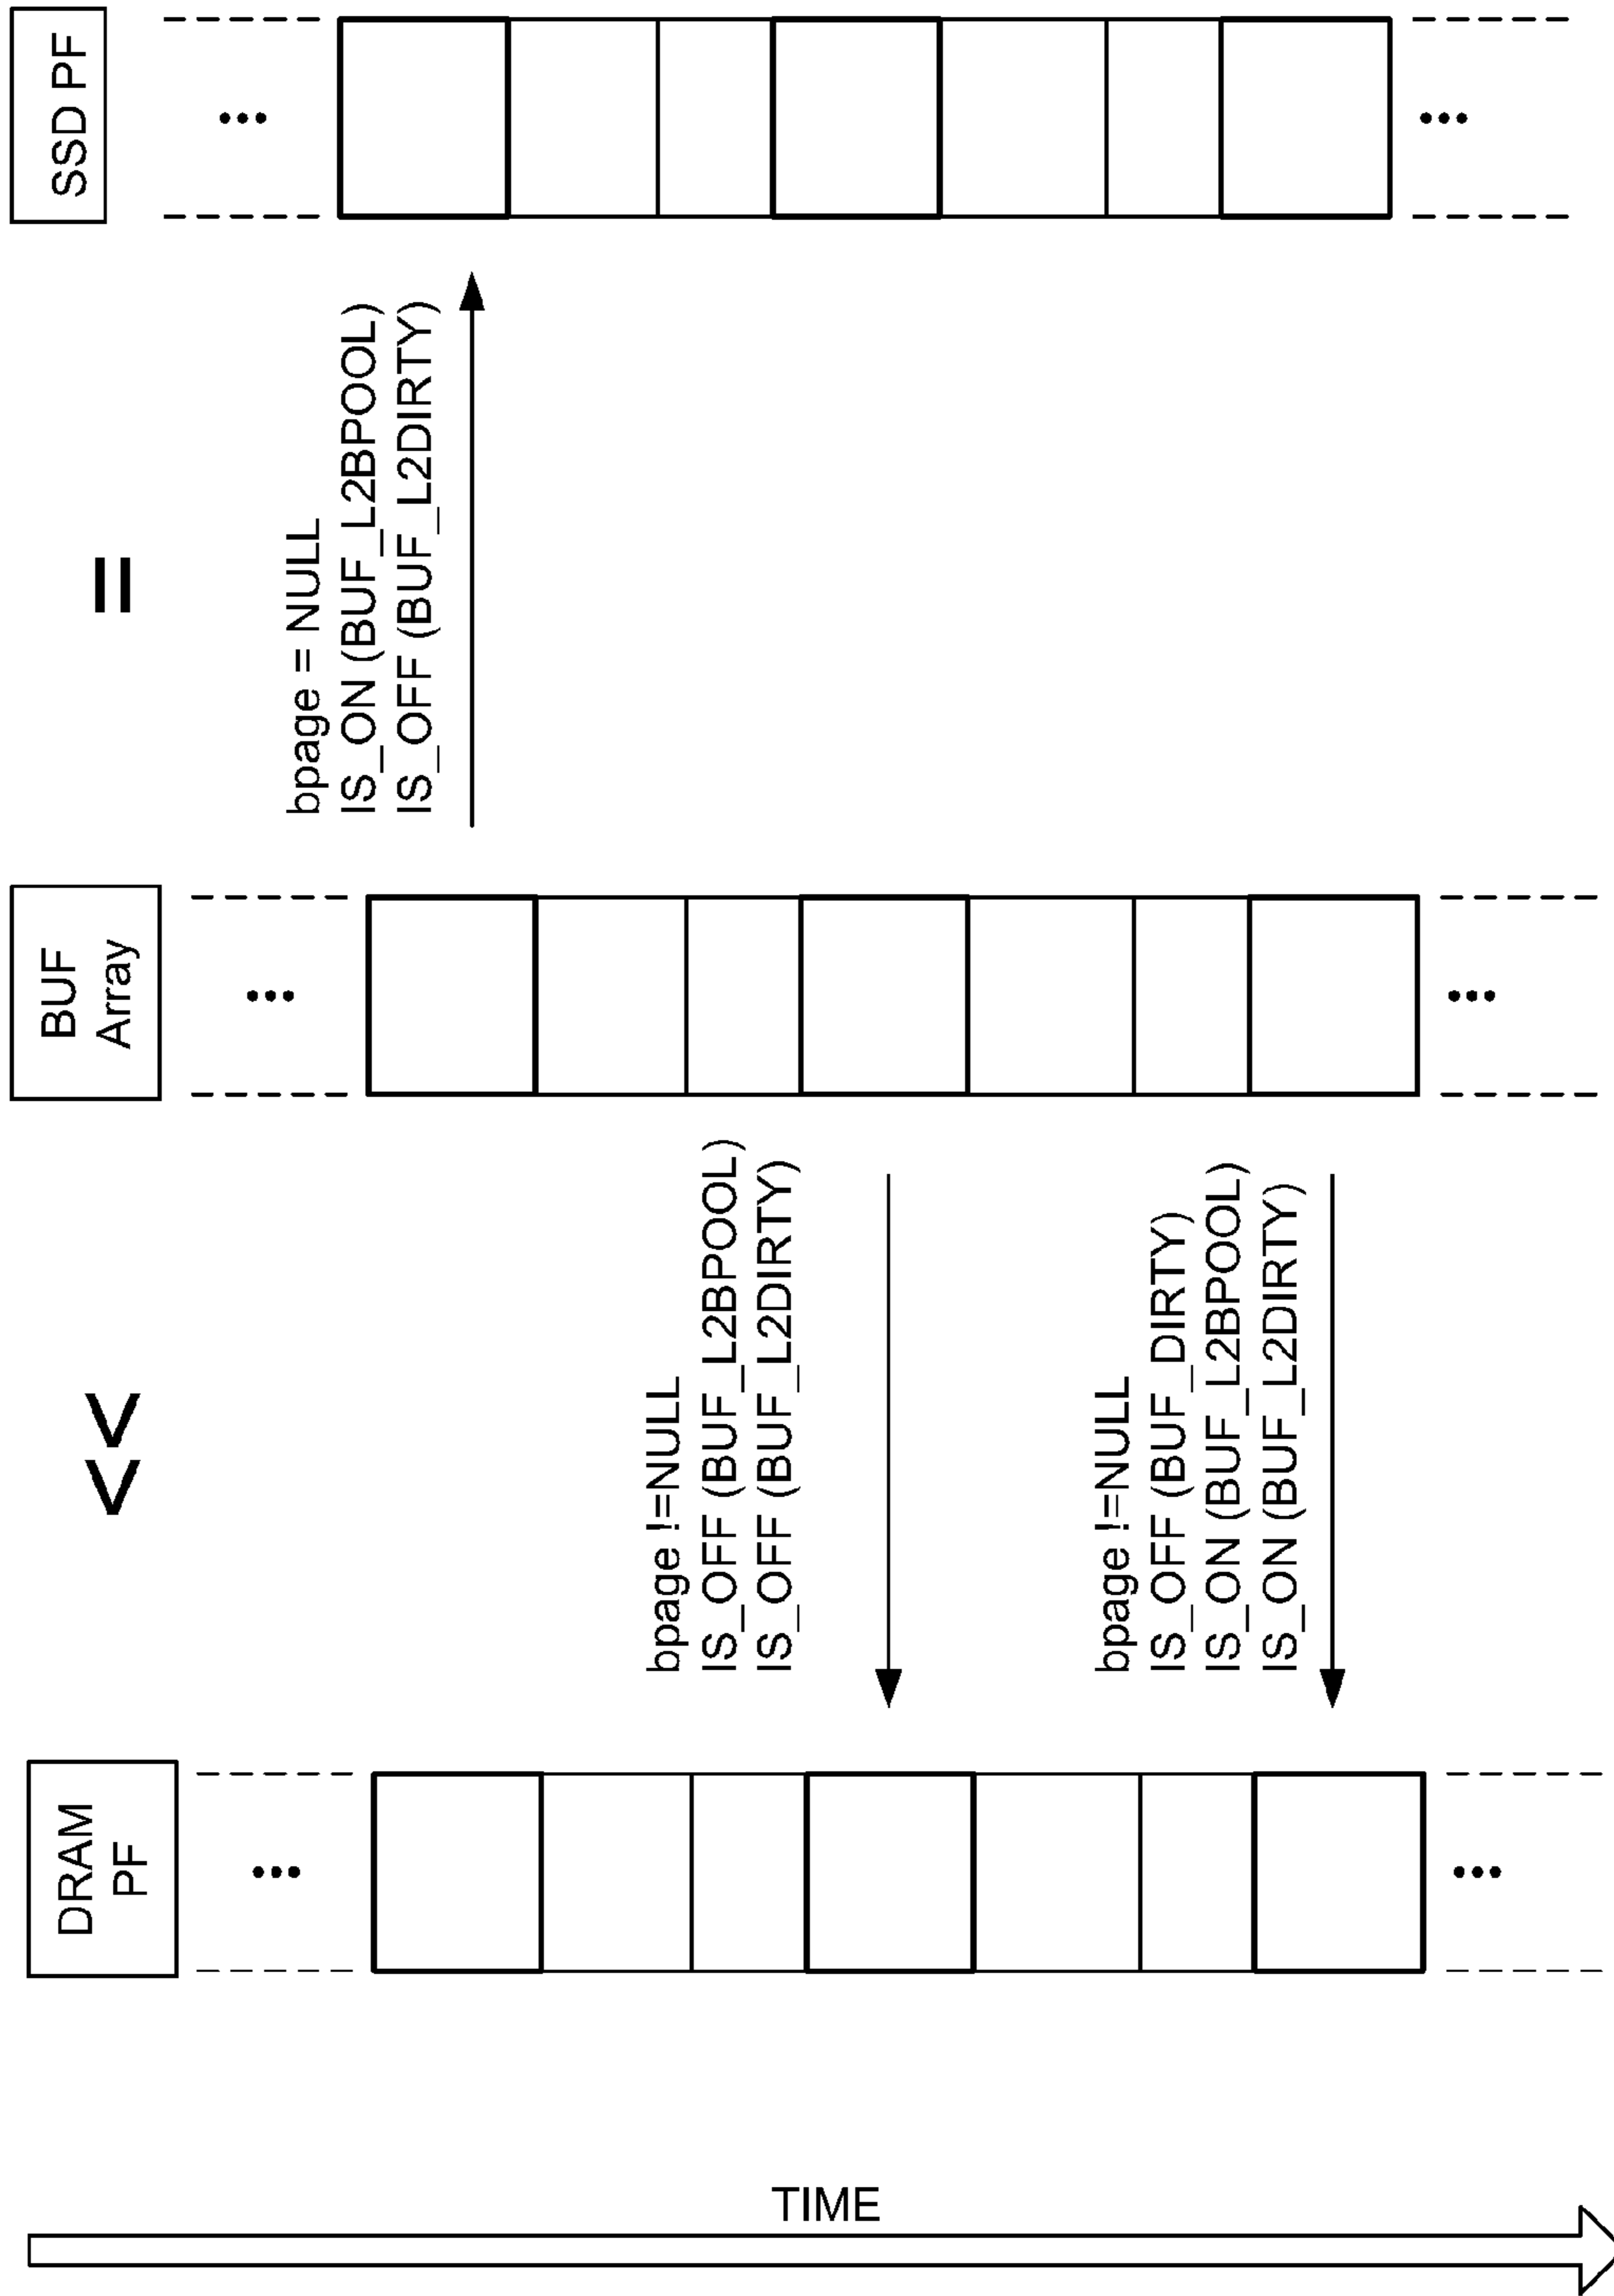 DRAM
PF
<<
BUF
Array
=
SSD PF
...
...
...
bpage = NULL
IS_ON (BUF_L2BPOOL)
IS_OFF (BUF_L2DIRTY)
bpage !=NULL
IS_OFF (BUF_L2BPOOL)
IS_OFF (BUF_L2DIRTY)
bpage !=NULL
IS_OFF (BUF_DIRTY)
IS_ON (BUF_L2BPOOL)
IS_ON (BUF_L2DIRTY)
...
...
...
TIME